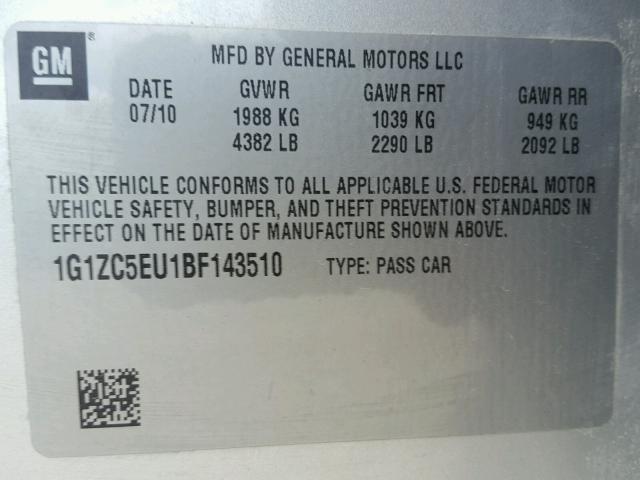 GM ®
MFD BY GENERAL MOTORS LLC
DATE GVWR GAWR FRT GAWR RR
07/10 1988 KG 1039 KG 949 KG
4382 LB 2290 LB 2092 LB
THIS VEHICLE CONFORMS TO ALL APPLICABLE U.S. FEDERAL MOTOR
VEHICLE SAFETY, BUMPER, AND THEFT PREVENTION STANDARDS IN
EFFECT ON THE DATE OF MANUFACTURE SHOWN ABOVE.
1G1ZC5EU1BF143510 TYPE: PASS CAR